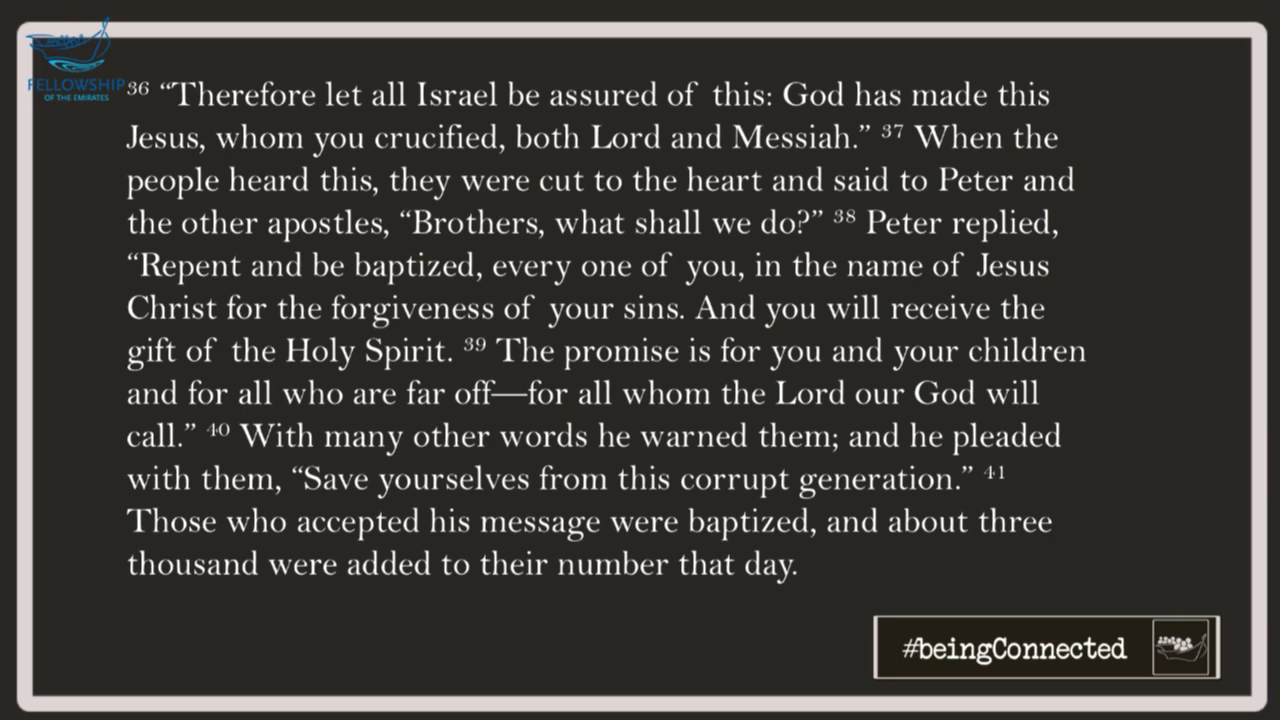 FELLOWSHIP
OF THE EMIRATES
³⁶ “Therefore let all Israel be assured of this: God has made this
Jesus, whom you crucified, both Lord and Messiah.” ³⁷ When the
people heard this, they were cut to the heart and said to Peter and
the other apostles, “Brothers, what shall we do?” ³⁸ Peter replied,
“Repent and be baptized, every one of you, in the name of Jesus
Christ for the forgiveness of your sins. And you will receive the
gift of the Holy Spirit. ³⁹ The promise is for you and your children
and for all who are far off—for all whom the Lord our God will
call.” ⁴⁰ With many other words he warned them; and he pleaded
with them, “Save yourselves from this corrupt generation.” ⁴¹
Those who accepted his message were baptized, and about three
thousand were added to their number that day.
#beingConnected